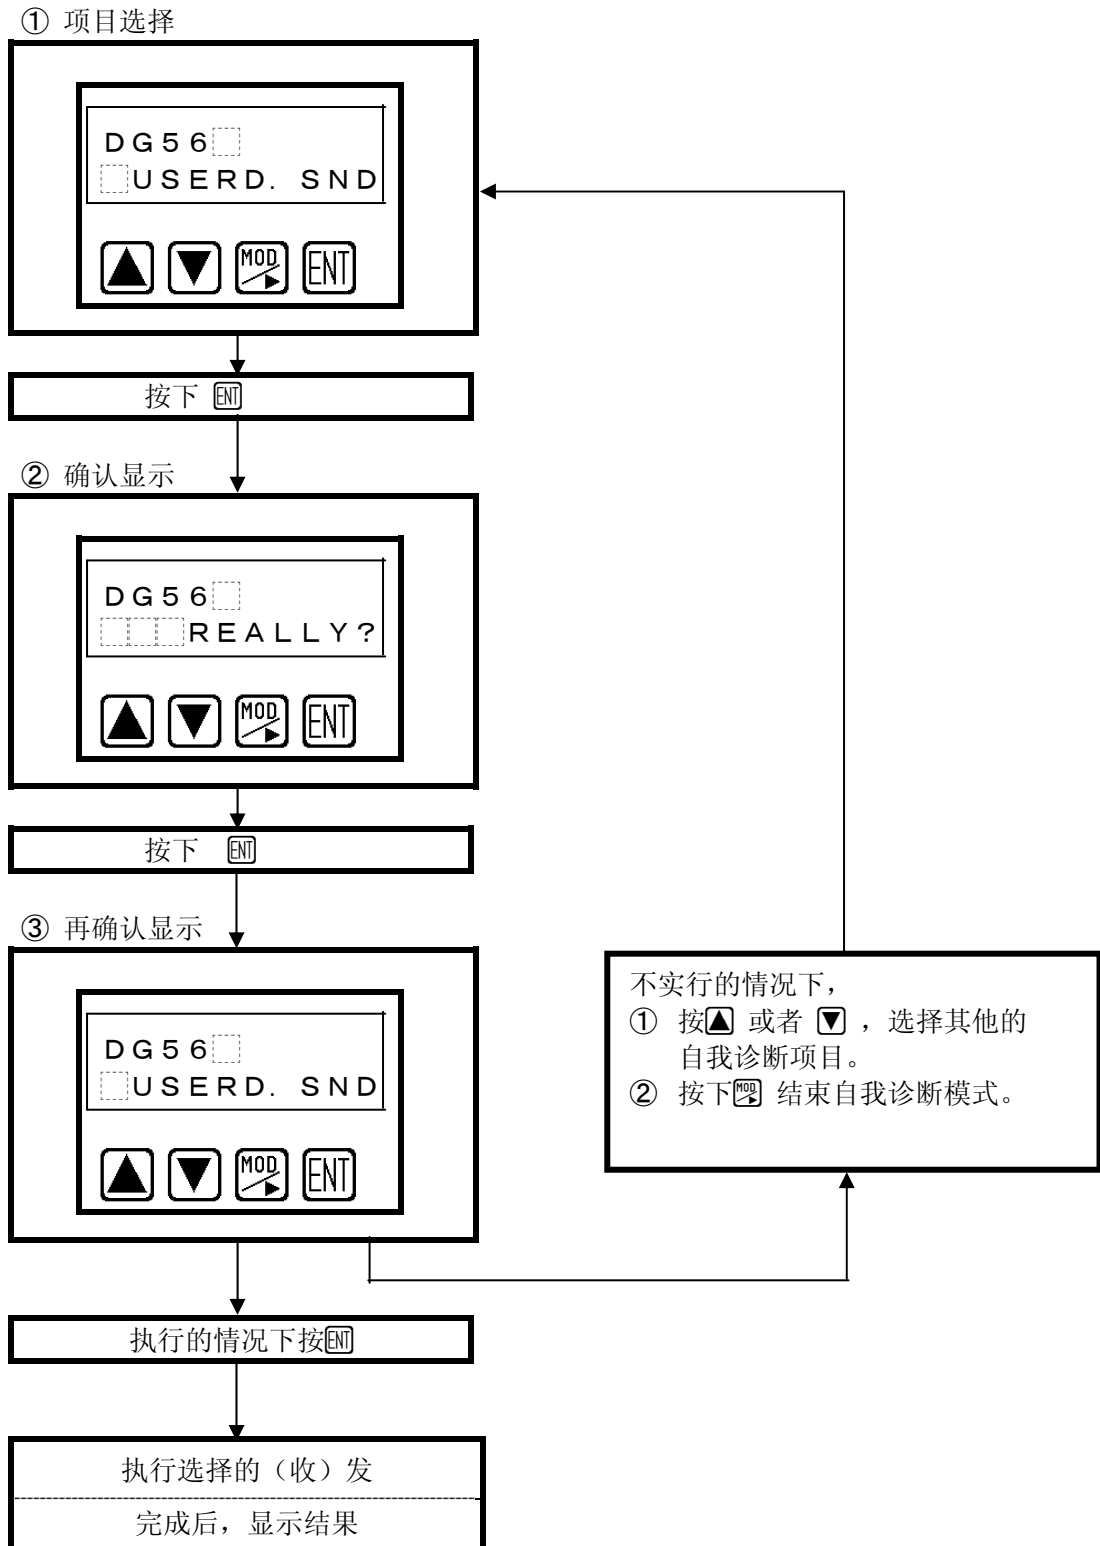 ① 项目选择
DG56
USERD. SND
MOD ENT
按下 ENT
② 确认显示
DG56
REALLY?
MOD ENT
按下 ENT
③ 再确认显示
DG56
USERD. SND
MOD ENT
不实行的情况下，
① 按▲ 或者 ▼ ，选择其他的
自我诊断项目。
② 按下MOD 结束自我诊断模式。
执行的情况下按ENT
执行选择的（收）发
完成后，显示结果